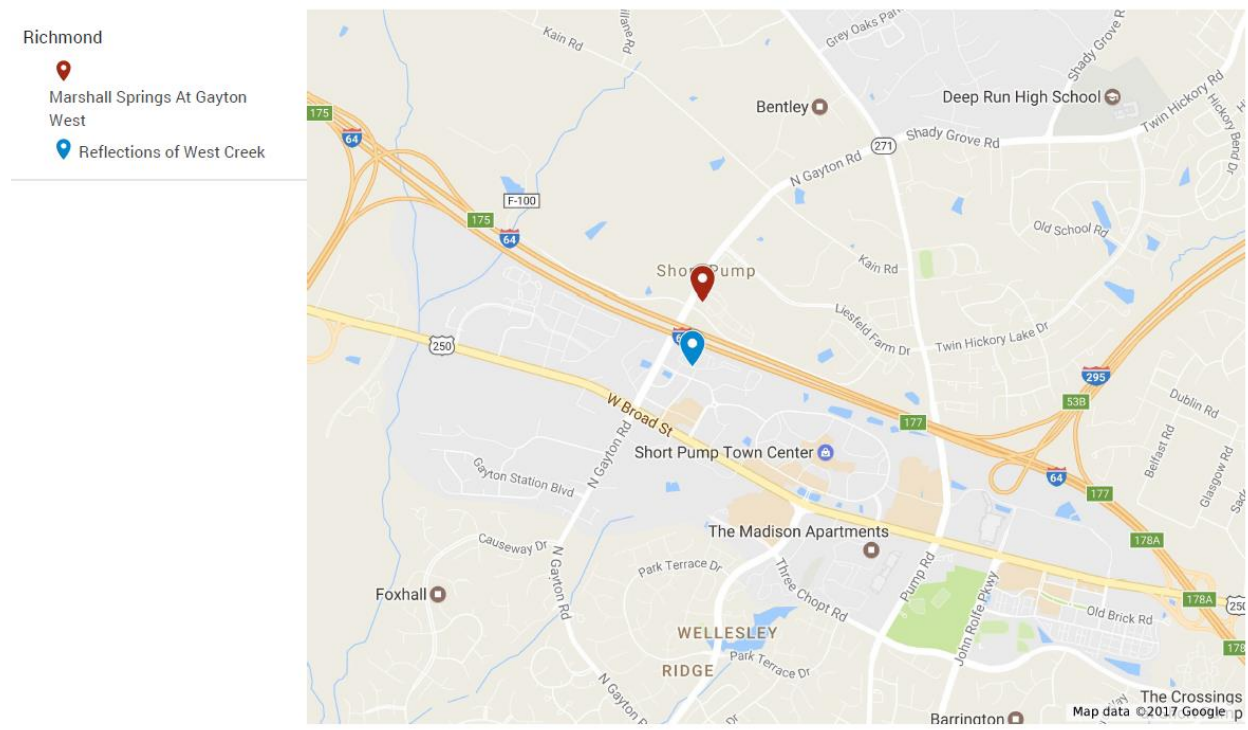 Richmond
Marshall Springs At Gayton
West
Reflections of West Creek
Kain Rd
Grey Oaks
Shady Grove R
175
64
Bentley
Deep Run High School
Twin Hickory Rd
Hickory Bend Dr
271
Shady Grove Rd
N Gayton Rd
F-100
175
64
Old School Rd
Short Pump
Kain Rd
Liesfeld Farm Dr
Twin Hickory Lake Dr
250
295
53B
Dublin Rd
W Broad St
177
Belfast Rd
Glasgow Rd
Short Pump Town Center
N Gayton Rd
Gayton Station Blvd
64
177
The Madison Apartments
178A
Causeway Dr
N Gayton Rd
Park Terrace Dr
Three Chopt Rd
Pump Rd
John Rolfe Pkwy
Foxhall
178A
250
Old Brick Rd
WELLESLEY
RIDGE
Park Terrace Dr
178
N Gayton Rd
The Crossings
Barrington
Map data ©2017 Google